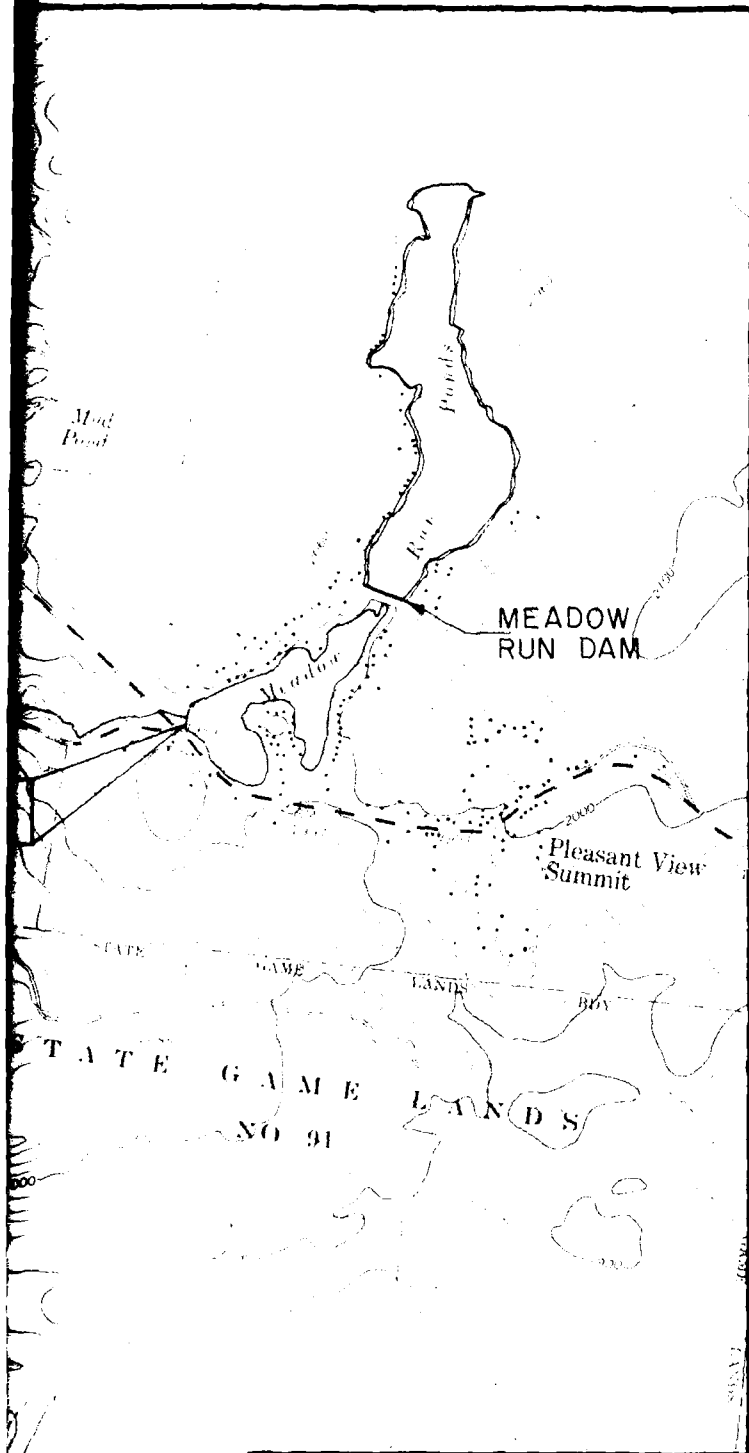 Mud
Pond
Ponds
Run
MEADOW
RUN DAM
Meadow
2000
Pleasant View
Summit
STATE GAME LANDS BDY
TATE GAME LANDS
NO 91